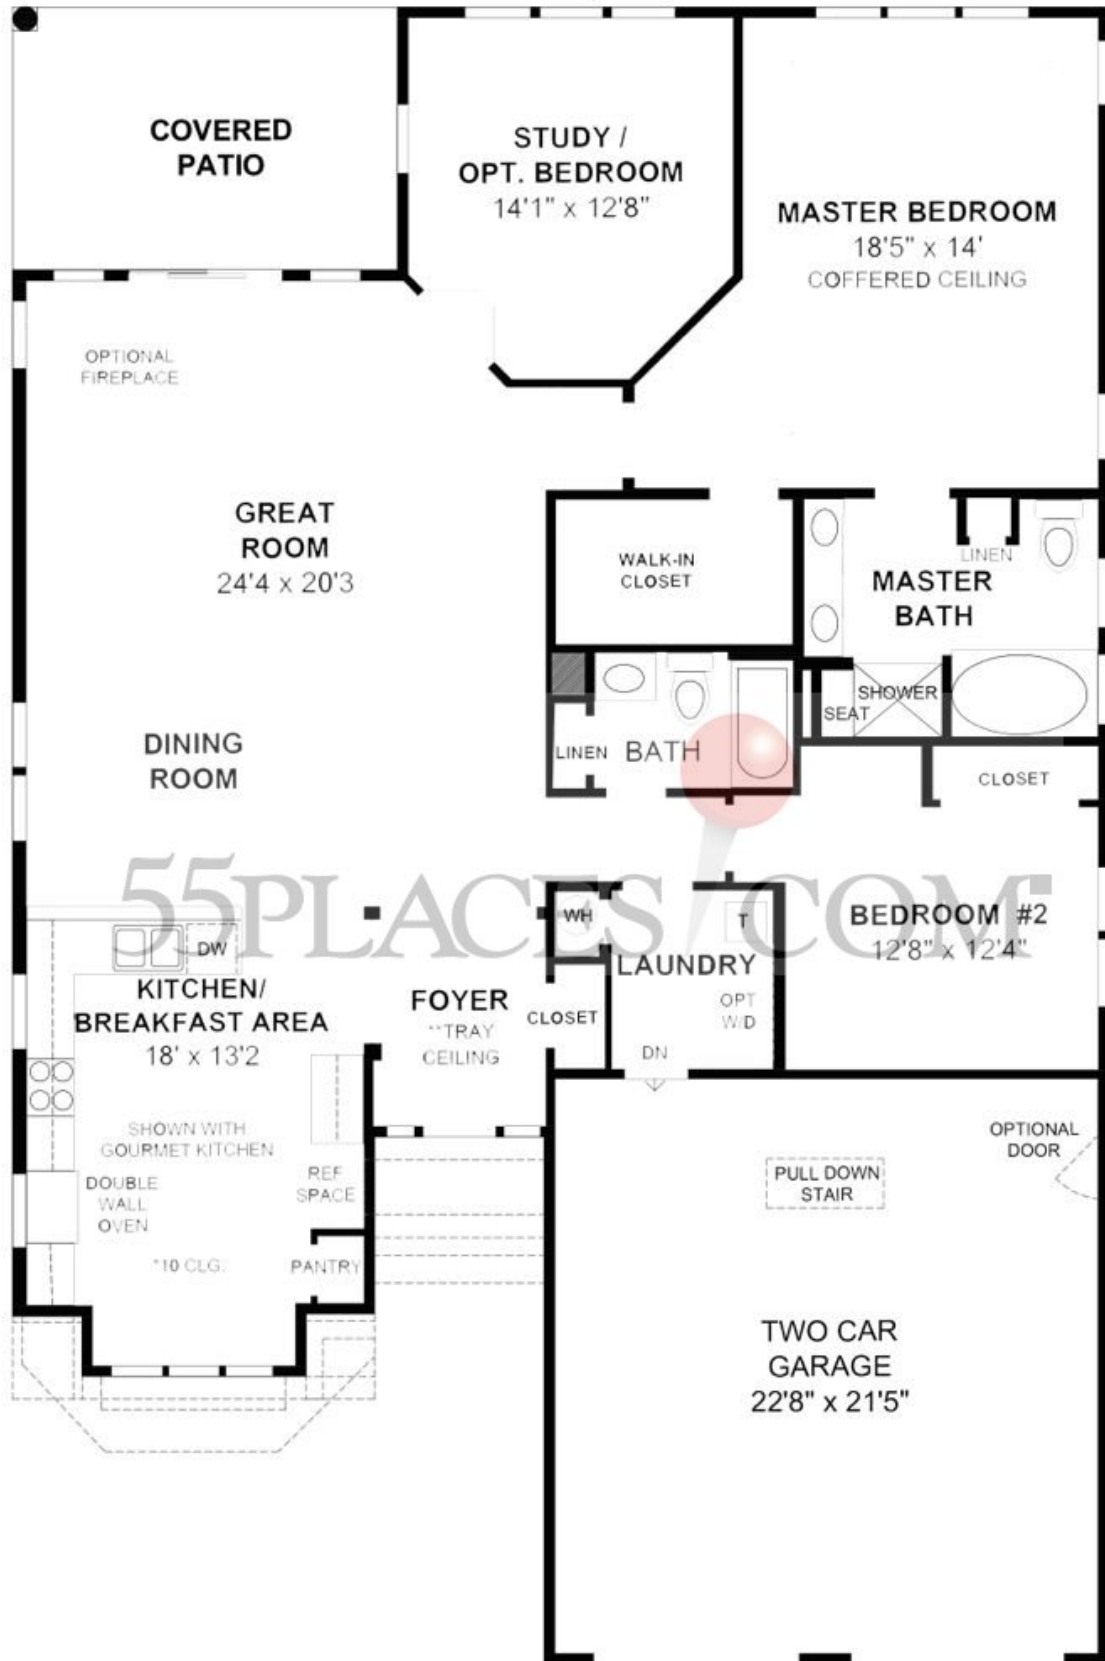 COVERED
PATIO
STUDY /
OPT. BEDROOM
14'1" x 12'8"
MASTER BEDROOM
18'5" x 14'
COFFERED CEILING
OPTIONAL
FIREPLACE
GREAT
ROOM
24'4 x 20'3
WALK-IN
CLOSET
LINEN
MASTER
BATH
SHOWER
SEAT
LINEN
BATH
DINING
ROOM
CLOSET
55PLACES.COM
WH
T
BEDROOM #2
12'8" x 12'4"
DW
LAUNDRY
KITCHEN/
BREAKFAST AREA
18' x 13'2
FOYER
**TRAY
CEILING
CLOSET
OPT
W/D
DN
SHOWN WITH
GOURMET KITCHEN
OPTIONAL
DOOR
DOUBLE
WALL
OVEN
REF
SPACE
PULL DOWN
STAIR
*10 CLG.
PANTRY
TWO CAR
GARAGE
22'8" x 21'5"